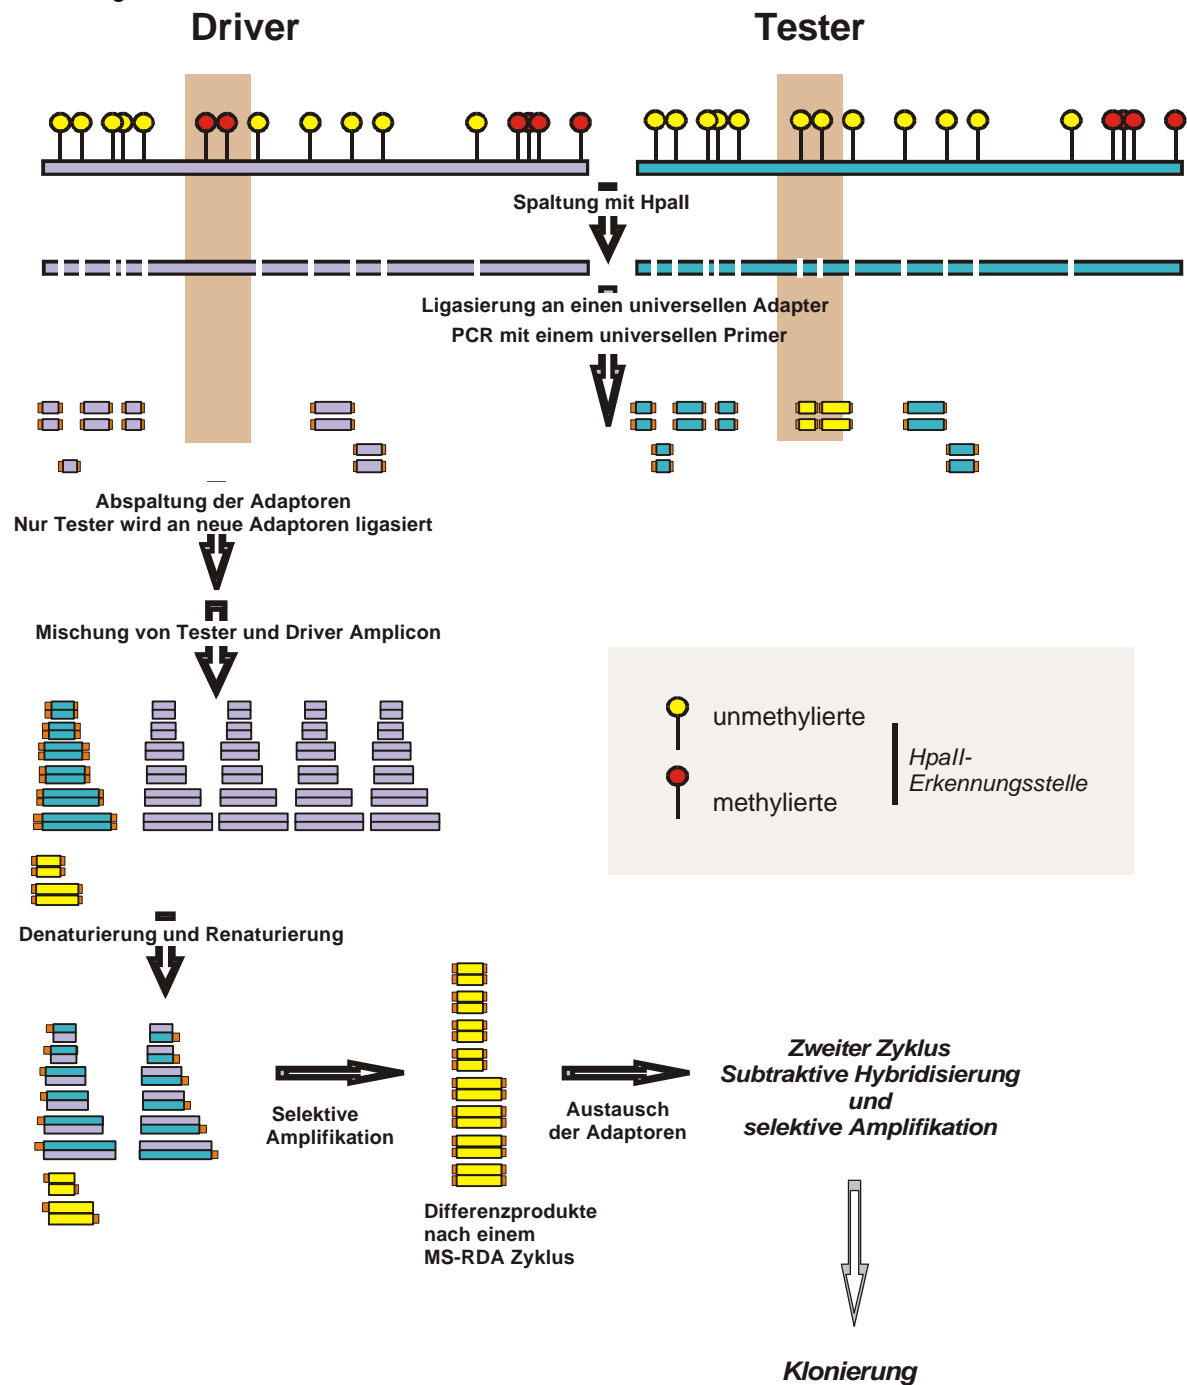 Driver
Tester
Spaltung mit HpaII
Ligasierung an einen universellen Adapter
PCR mit einem universellen Primer
Abspaltung der Adaptoren
Nur Tester wird an neue Adaptoren ligasiert
Mischung von Tester und Driver Amplicon
unmethylierte
methylierte
HpaII-
Erkennungsstelle
Denaturierung und Renaturierung
Selektive
Amplifikation
Differenzprodukte
nach einem
MS-RDA Zyklus
Austausch
der Adaptoren
Zweiter Zyklus
Subtraktive Hybridisierung
und
selektive Amplifikation
Klonierung